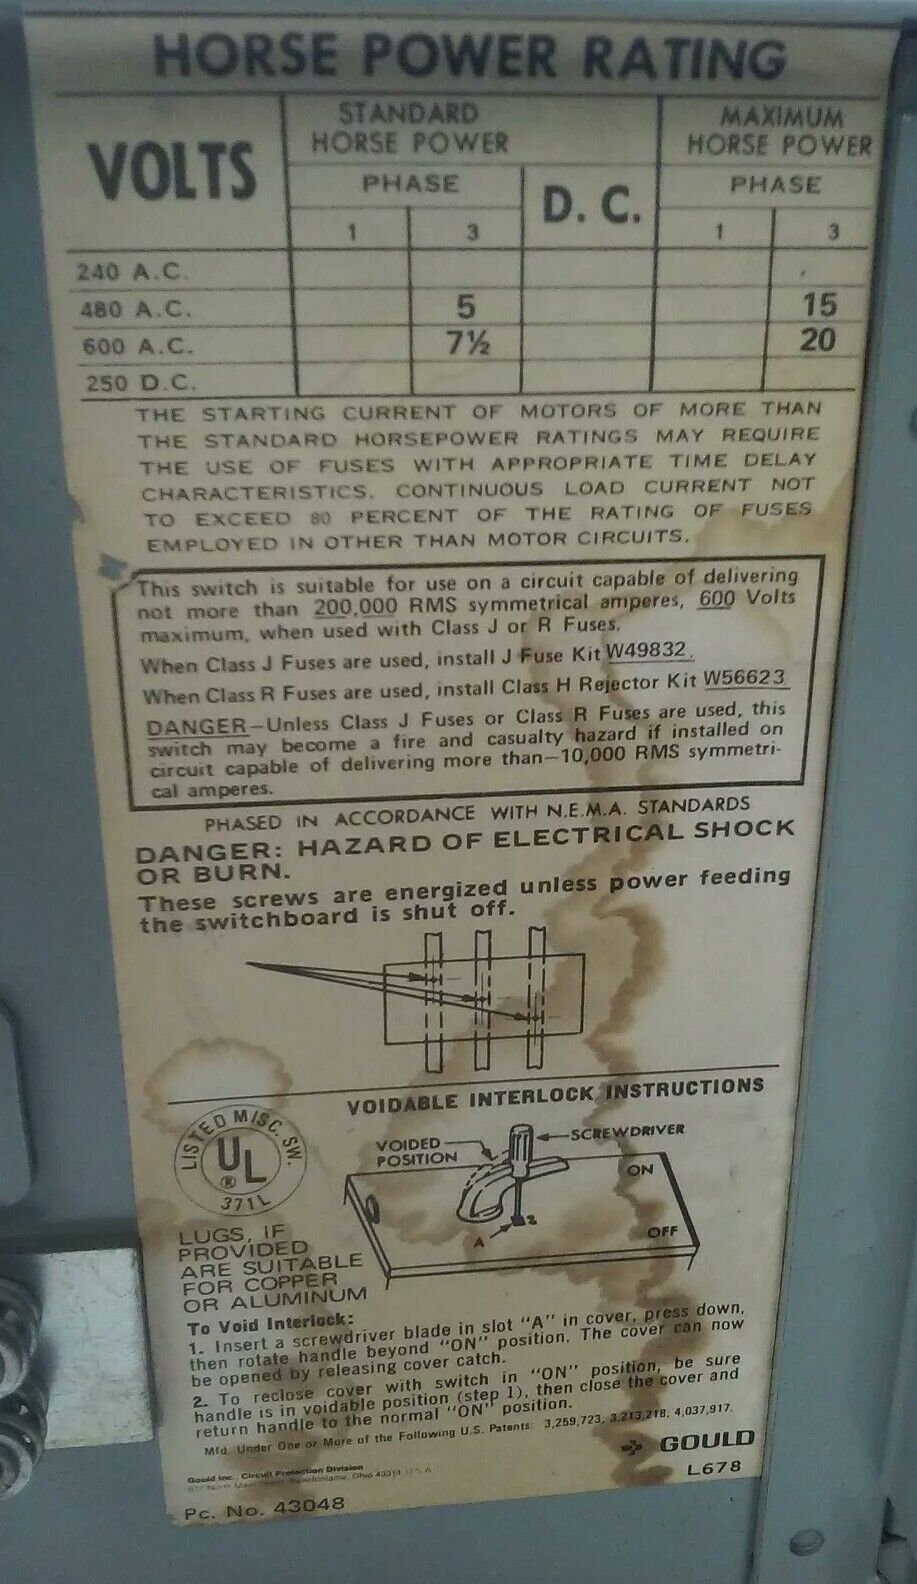 HORSE POWER RATING
VOLTS
STANDARD
HORSE POWER
MAXIMUM
HORSE POWER
PHASE
D. C.
PHASE
1 3 1 3
240 A.C.
480 A.C. 5 15
600 A.C. 7½ 20
250 D.C.
THE STARTING CURRENT OF MOTORS OF MORE THAN
THE STANDARD HORSEPOWER RATINGS MAY REQUIRE
THE USE OF FUSES WITH APPROPRIATE TIME DELAY
CHARACTERISTICS. CONTINUOUS LOAD CURRENT NOT
TO EXCEED 80 PERCENT OF THE RATING OF FUSES
EMPLOYED IN OTHER THAN MOTOR CIRCUITS.
This switch is suitable for use on a circuit capable of delivering
not more than 200,000 RMS symmetrical amperes, 600 Volts
maximum, when used with Class J or R Fuses.
When Class J Fuses are used, install J Fuse Kit W49832.
When Class R Fuses are used, install Class H Rejector Kit W56623
DANGER—Unless Class J Fuses or Class R Fuses are used, this
switch may become a fire and casualty hazard if installed on
circuit capable of delivering more than—10,000 RMS symmetri-
cal amperes.
PHASED IN ACCORDANCE WITH N.E.M.A. STANDARDS
DANGER: HAZARD OF ELECTRICAL SHOCK
OR BURN.
These screws are energized unless power feeding
the switchboard is shut off.
VOIDABLE INTERLOCK INSTRUCTIONS
LISTED MISC. SW.
UL ®
371L
VOIDED
POSITION
SCREWDRIVER
ON
OFF
A
LUGS, IF
PROVIDED
ARE SUITABLE
FOR COPPER
OR ALUMINUM
To Void Interlock:
1. Insert a screwdriver blade in slot "A" in cover, press down,
then rotate handle beyond "ON" position. The cover can now
be opened by releasing cover catch.
2. To reclose cover with switch in "ON" position, be sure
handle is in voidable position (step 1), then close the cover and
return handle to the normal "ON" position.
Mfd. Under One or More of the Following U.S. Patents: 3,259,723, 3,213,218, 4,037,917.
GOULD
Gould Inc. Circuit Protection Division
North Bellefontaine, Ohio 43311 U.S.A.
L678
Pc. No. 43048